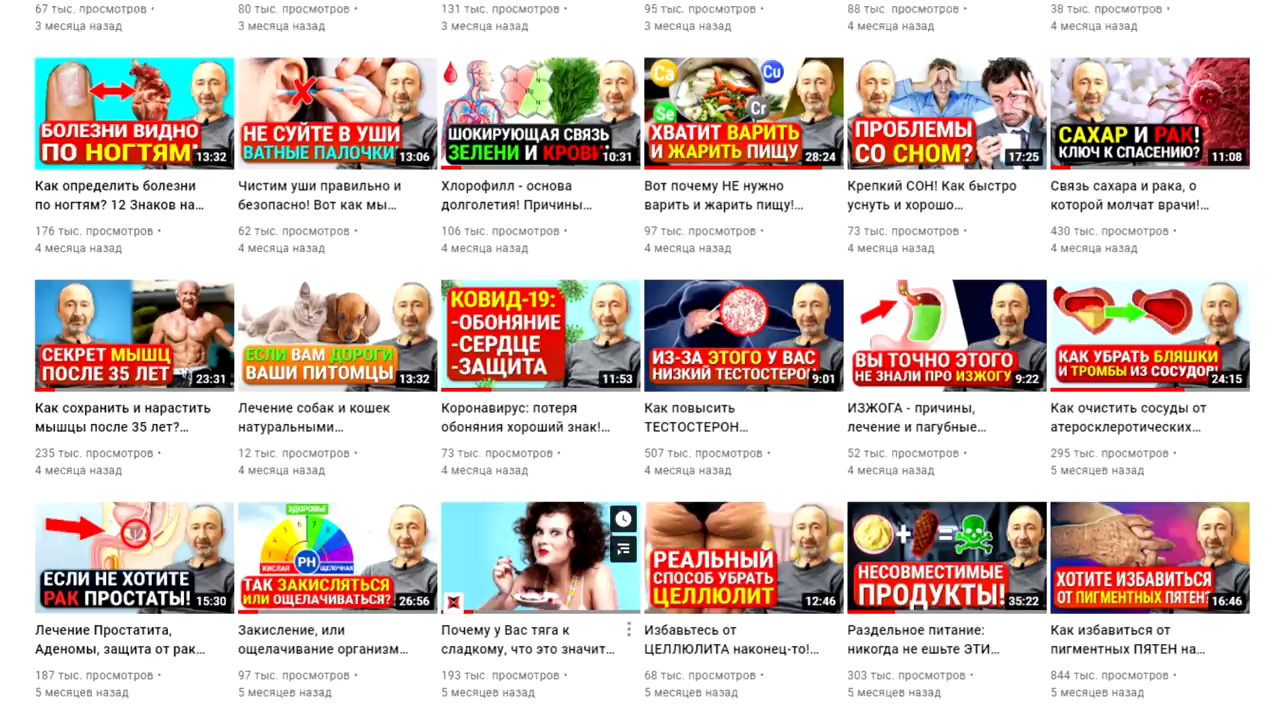 67 тыс. просмотров •
3 месяца назад
80 тыс. просмотров •
3 месяца назад
131 тыс. просмотров •
3 месяца назад
95 тыс. просмотров •
3 месяца назад
88 тыс. просмотров •
4 месяца назад
38 тыс. просмотров •
4 месяца назад
БОЛЕЗНИ ВИДНО
ПО НОГТЯМ!
13:32
Как определить болезни
по ногтям? 12 Знаков на...
176 тыс. просмотров •
4 месяца назад
НЕ СУЙТЕ В УШИ
ВАТНЫЕ ПАЛОЧКИ
13:06
Чистим уши правильно и
безопасно! Вот как мы...
62 тыс. просмотров •
4 месяца назад
ШОКИРУЮЩАЯ СВЯЗЬ
ЗЕЛЕНИ И КРОВИ
10:31
Хлорофилл - основа
долголетия! Причины...
106 тыс. просмотров •
4 месяца назад
Ca
Cu
Se
Cr
ХВАТИТ ВАРИТЬ
И ЖАРИТЬ ПИЩУ
28:24
Вот почему НЕ нужно
варить и жарить пищу!...
97 тыс. просмотров •
4 месяца назад
ПРОБЛЕМЫ
СО СНОМ?
17:25
Крепкий СОН! Как быстро
уснуть и хорошо...
73 тыс. просмотров •
4 месяца назад
САХАР И РАК!
КЛЮЧ К СПАСЕНИЮ?
11:08
Связь сахара и рака, о
которой молчат врачи!...
430 тыс. просмотров •
4 месяца назад
СЕКРЕТ МЫШЦ
ПОСЛЕ 35 ЛЕТ
23:31
Как сохранить и нарастить
мышцы после 35 лет?...
235 тыс. просмотров •
4 месяца назад
ЕСЛИ ВАМ ДОРОГИ
ВАШИ ПИТОМЦЫ
13:32
Лечение собак и кошек
натуральными...
12 тыс. просмотров •
4 месяца назад
КОВИД-19:
-ОБОНЯНИЕ
-СЕРДЦЕ
-ЗАЩИТА
11:53
Коронавирус: потеря
обоняния хороший знак!...
73 тыс. просмотров •
4 месяца назад
ИЗ-ЗА ЭТОГО У ВАС
НИЗКИЙ ТЕСТОСТЕРОН
9:01
Как повысить
ТЕСТОСТЕРОН...
507 тыс. просмотров •
4 месяца назад
ВЫ ТОЧНО ЭТОГО
НЕ ЗНАЛИ ПРО ИЗЖОГУ
9:22
ИЗЖОГА - причины,
лечение и пагубные...
52 тыс. просмотров •
4 месяца назад
КАК УБРАТЬ БЛЯШКИ
И ТРОМБЫ ИЗ СОСУДОВ!
24:15
Как очистить сосуды от
атеросклеротических...
295 тыс. просмотров •
5 месяцев назад
ЕСЛИ НЕ ХОТИТЕ
РАК ПРОСТАТЫ!
15:30
Лечение Простатита,
Аденомы, защита от рак...
187 тыс. просмотров •
5 месяцев назад
ЗДОРОВЬЕ
5 6 7 8
PH
КИСЛАЯ
ЩЕЛОЧНАЯ
ТАК ЗАКИСЛЯТЬСЯ
ИЛИ ОЩЕЛАЧИВАТЬСЯ?
26:56
Закисление, или
ощелачивание организм...
97 тыс. просмотров •
5 месяцев назад
Почему у Вас тяга к
сладкому, что это значит...
193 тыс. просмотров •
5 месяцев назад
РЕАЛЬНЫЙ
СПОСОБ УБРАТЬ
ЦЕЛЛЮЛИТ
12:46
Избавьтесь от
ЦЕЛЛЮЛИТА наконец-то!...
68 тыс. просмотров •
5 месяцев назад
НЕСОВМЕСТИМЫЕ
ПРОДУКТЫ!
35:22
Раздельное питание:
никогда не ешьте ЭТИ...
303 тыс. просмотров •
5 месяцев назад
ХОТИТЕ ИЗБАВИТЬСЯ
ОТ ПИГМЕНТНЫХ ПЯТЕН?
16:46
Как избавиться от
пигментных ПЯТЕН на...
844 тыс. просмотров •
5 месяцев назад